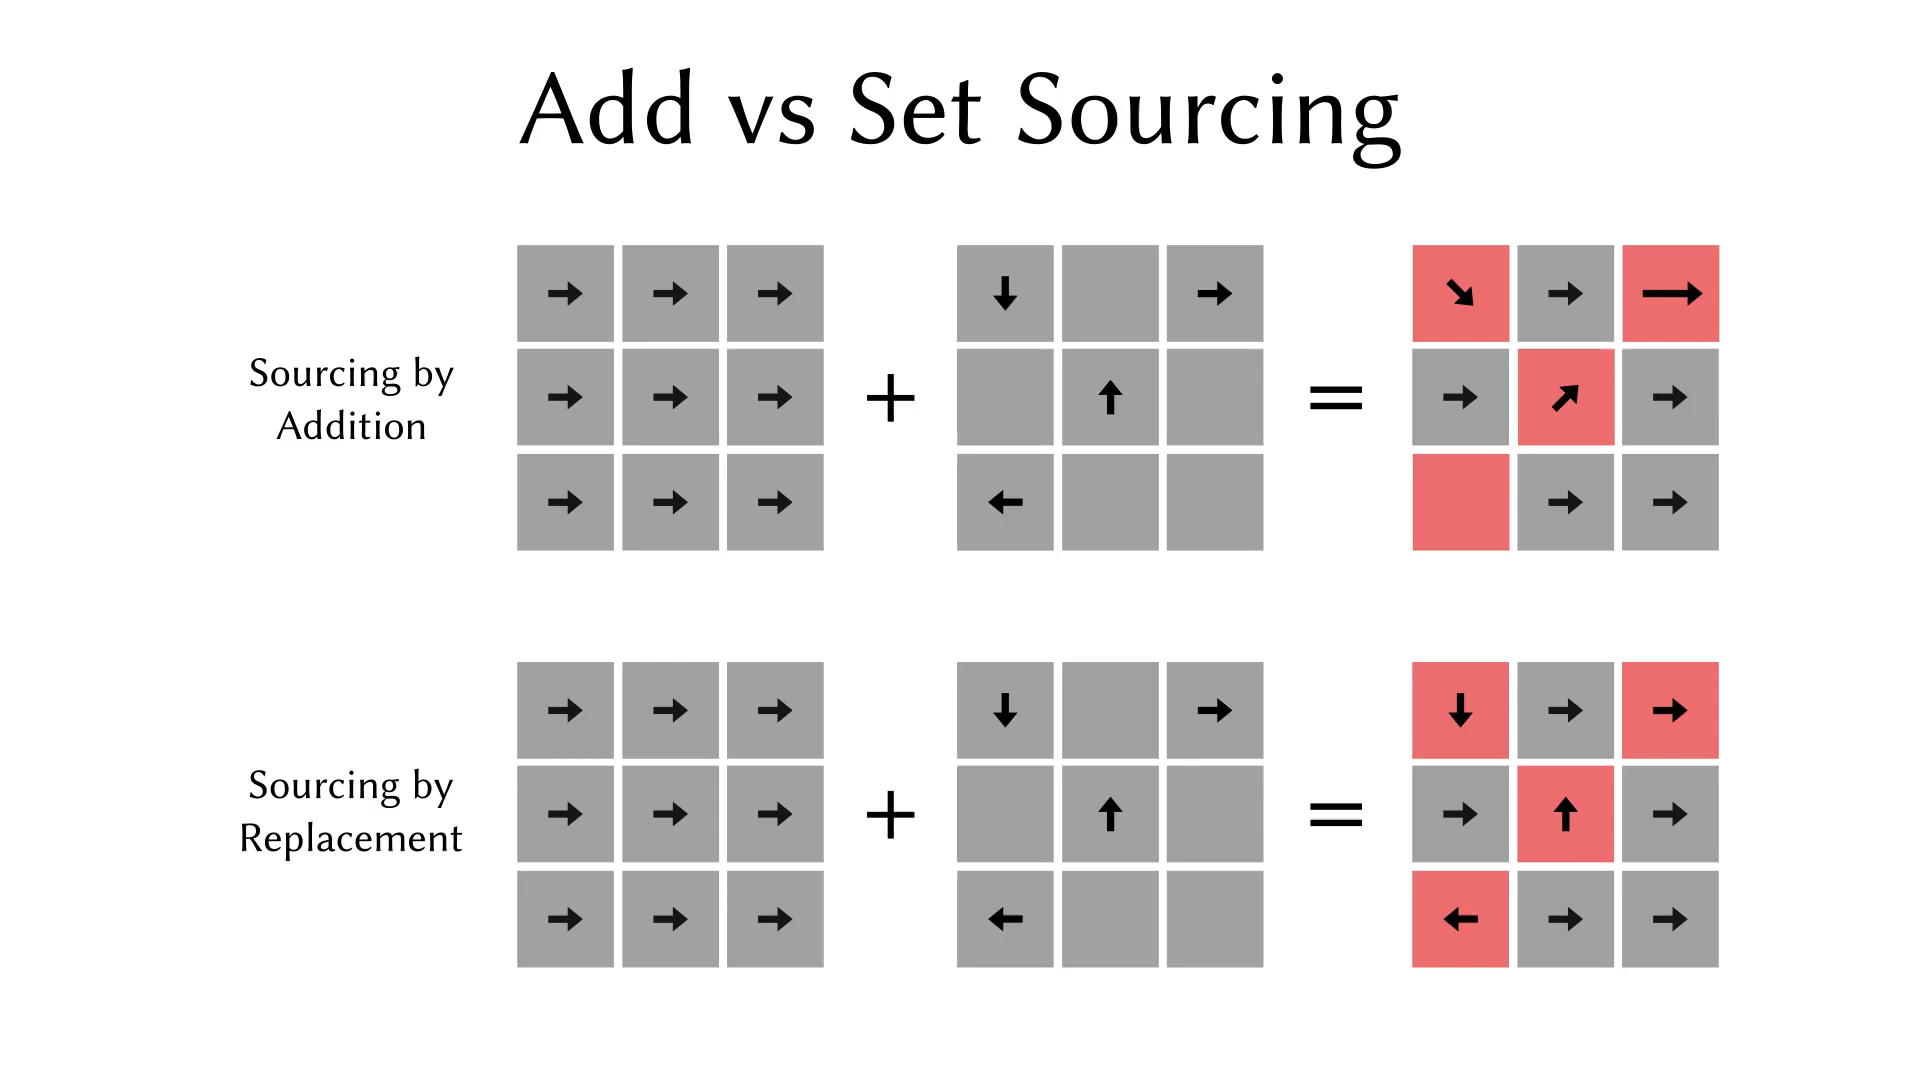 Add vs Set Sourcing
Sourcing by
Addition
+
=
Sourcing by
Replacement
+
=